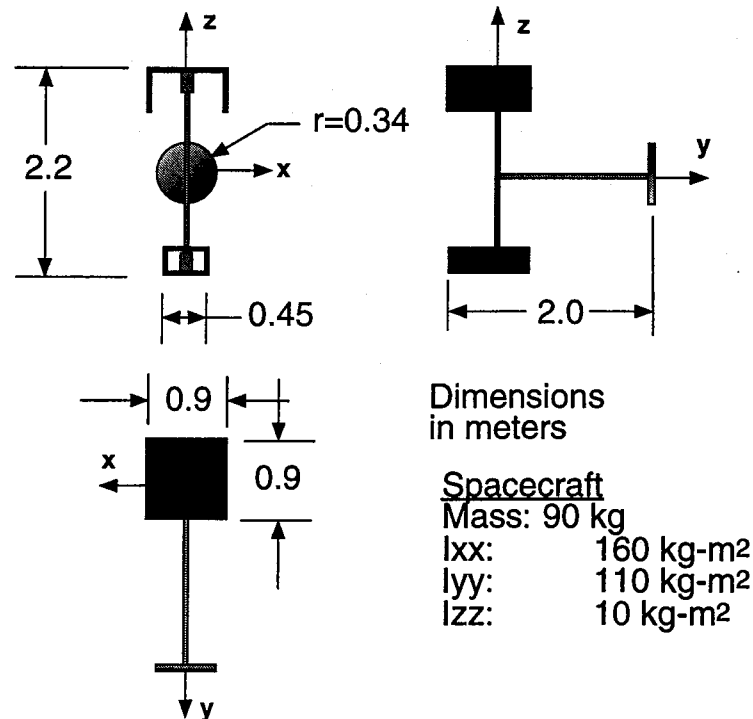 z
z
r=0.34
y
2.2
x
0.45
2.0
0.9
Dimensions
in meters
x
0.9
Spacecraft
Mass: 90 kg
Ixx: 160 kg-m2
Iyy: 110 kg-m2
Izz: 10 kg-m2
y